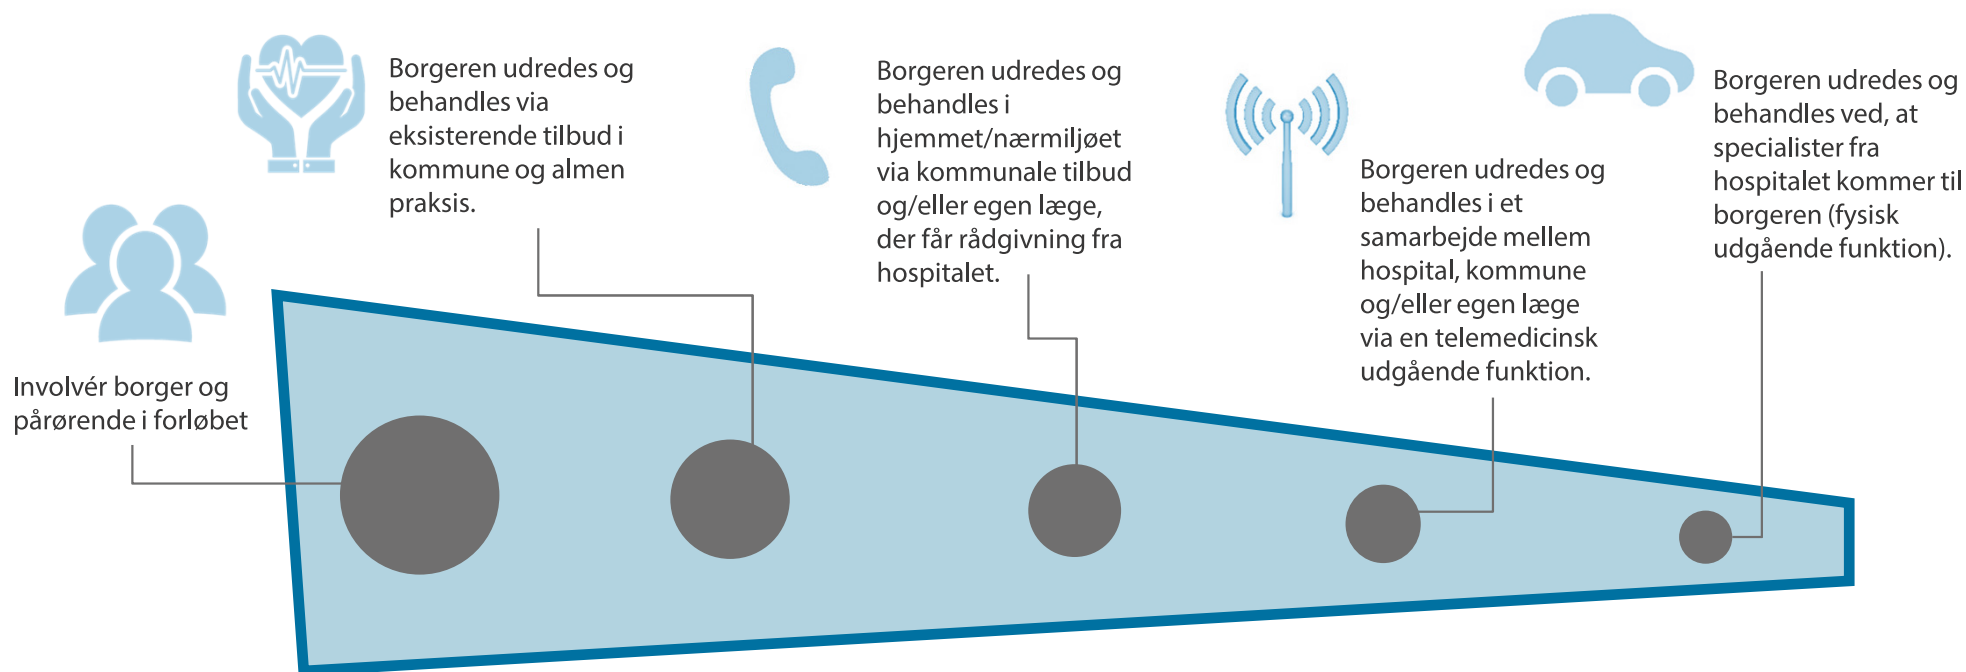 Involvér borger og
pårørende i forløbet
Borgeren udredes og
behandles via
eksisterende tilbud i
kommune og almen
praksis.
Borgeren udredes og
behandles i
hjemmet/nærmiljøet
via kommunale tilbud
og/eller egen læge,
der får rådgivning fra
hospitalet.
Borgeren udredes og
behandles i et
samarbejde mellem
hospital, kommune
og/eller egen læge
via en telemedicinsk
udgående funktion.
Borgeren udredes og
behandles ved, at
specialister fra
hospitalet kommer til
borgeren (fysisk
udgående funktion).